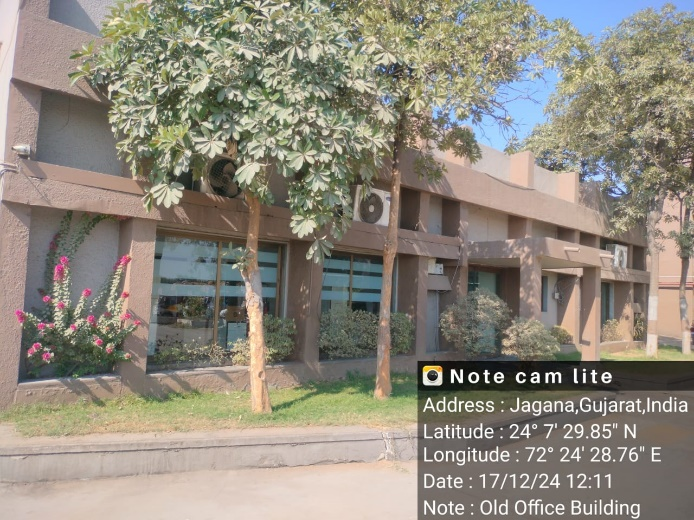 Note cam lite
Address : Jagana,Gujarat,India
Latitude : 24° 7' 29.85" N
Longitude : 72° 24' 28.76" E
Date : 17/12/24 12:11
Note : Old Office Building